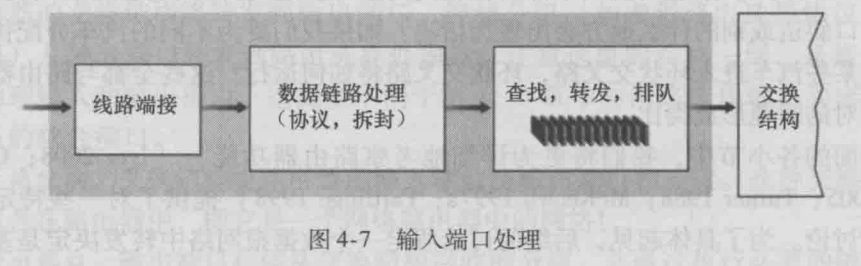 线路端接
数据链路处理
(协议,拆封)
查找,转发,排队
交换
结构
图 4-7 输入端口处理